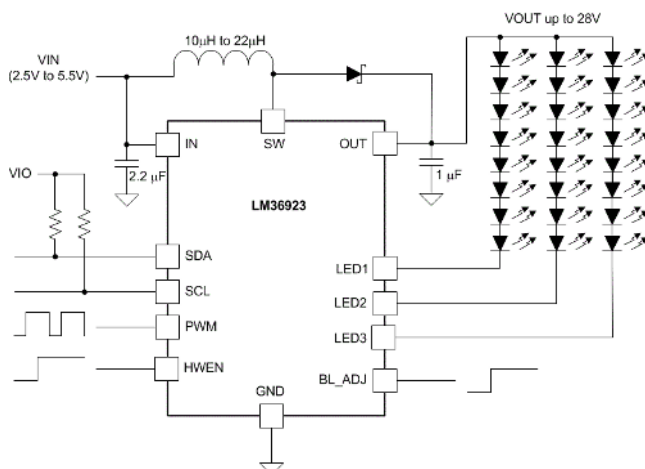 VOUT up to 28V
10µH to 22µH
VIN
(2.5V to 5.5V)
IN
SW
OUT
2.2 µF
1 µF
VIO
LM36923
SDA
LED1
SCL
LED2
PWM
LED3
HWEN
BL_ADJ
GND